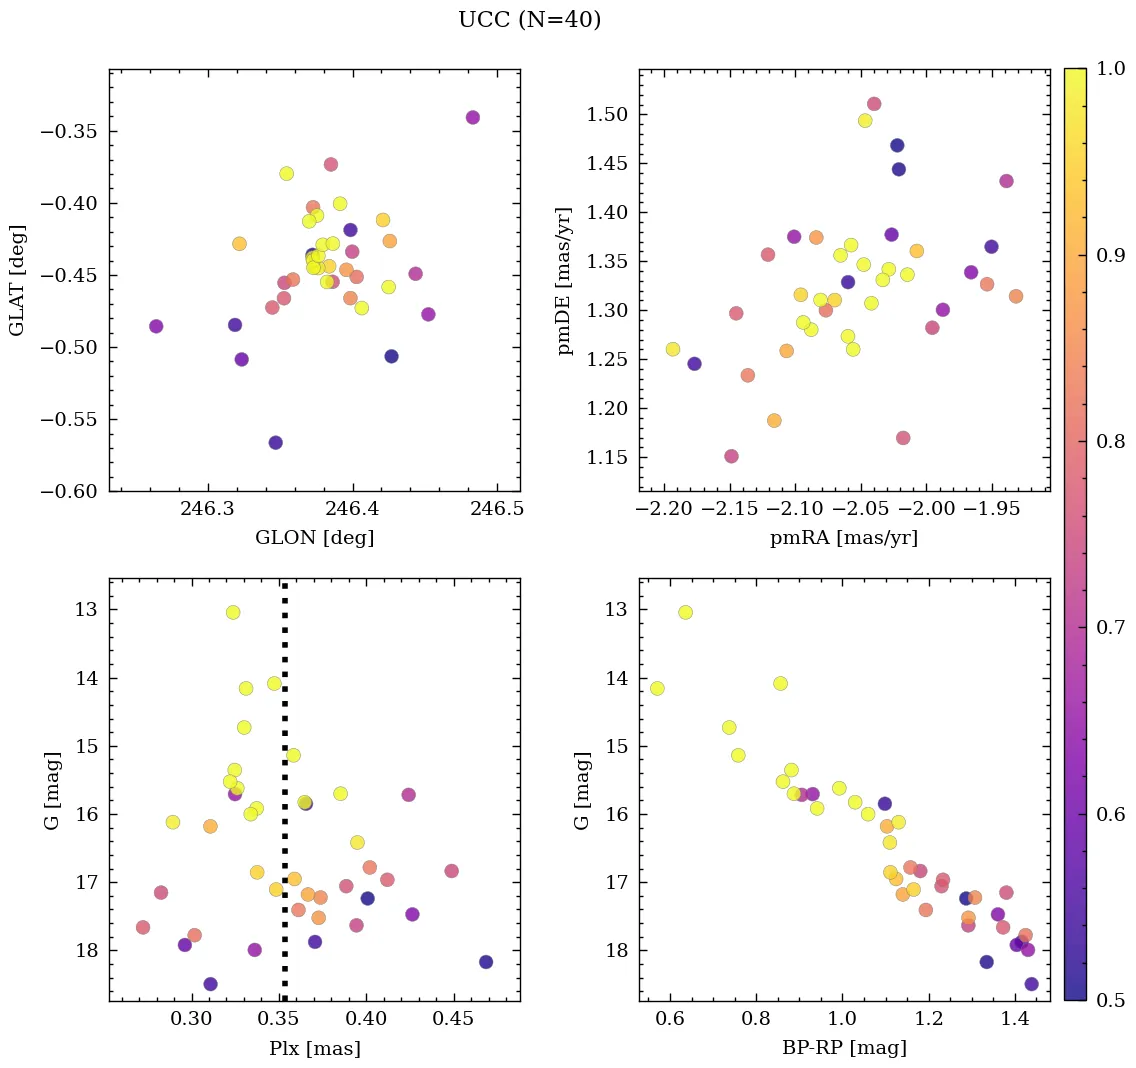 UCC (N=40)
−0.35
−0.40
−0.45
−0.50
−0.55
−0.60
GLAT [deg]
246.3 246.4 246.5
GLON [deg]
1.50
1.45
1.40
1.35
1.30
1.25
1.20
1.15
pmDE [mas/yr]
−2.20 −2.15 −2.10 −2.05 −2.00 −1.95
pmRA [mas/yr]
13
14
15
16
17
18
G [mag]
0.30 0.35 0.40 0.45
Plx [mas]
13
14
15
16
17
18
G [mag]
0.6 0.8 1.0 1.2 1.4
BP-RP [mag]
1.0
0.9
0.8
0.7
0.6
0.5